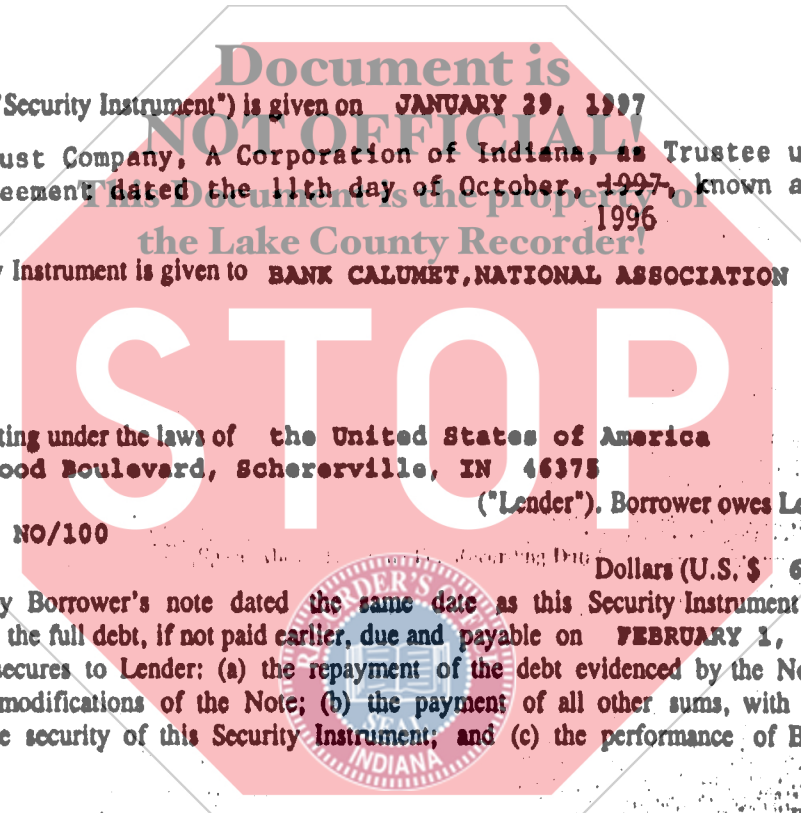 Document is
"Security Instrument") is given on JANUARY 29, 1997
NOT OFFICIAL!
ust Company, A Corporation of Indiana, as Trustee u
eement dated the 11th day of October, 1997, known a
This Document is the property of
1996
the Lake County Recorder!
y Instrument is given to BANK CALUMET, NATIONAL ASSOCIATION
STOP
ting under the laws of the United States of America
ood Boulevard, Schererville, IN 46375
("Lender"). Borrower owes Le
NO/100
Dollars (U.S. $ 6
y Borrower's note dated the same date as this Security Instrument
the full debt, if not paid earlier, due and payable on FEBRUARY 1,
secures to Lender: (a) the repayment of the debt evidenced by the No
modifications of the Note; (b) the payment of all other sums, with
e security of this Security Instrument; and (c) the performance of B
RECORDER'S OFFICE
SEAL
INDIANA